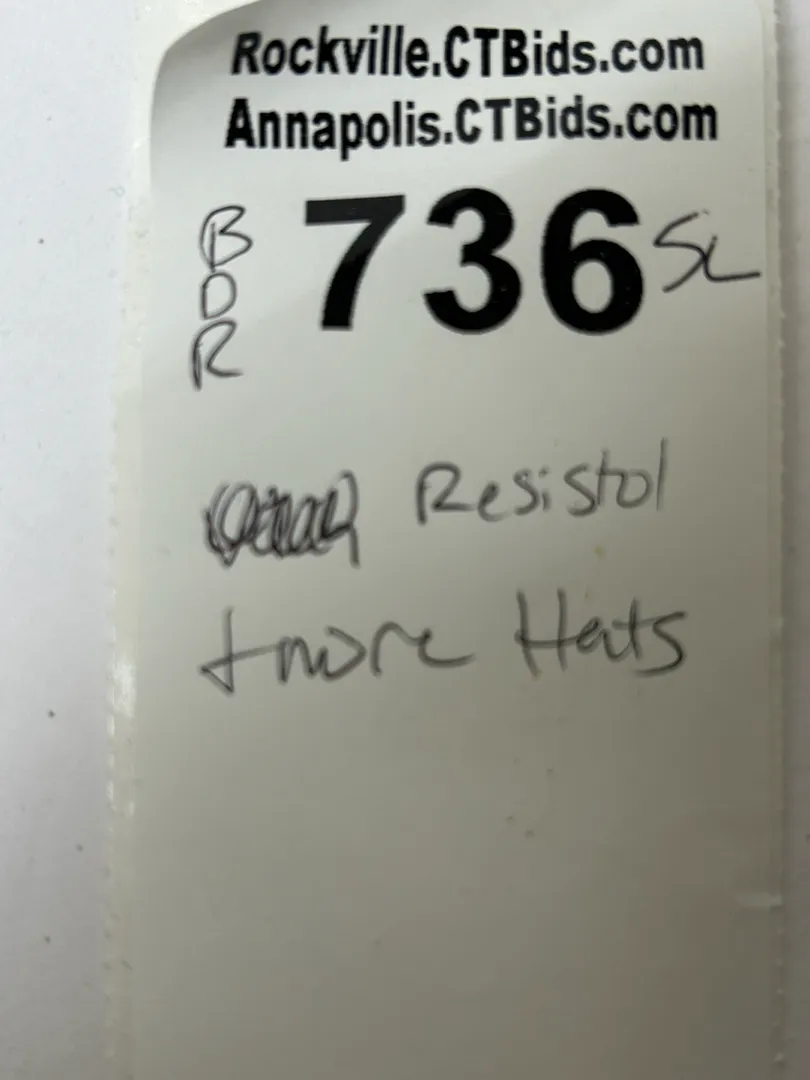 Rockville.CTBids.com
Annapolis.CTBids.com
BDR
736 SL
Resistol
+ more Hats